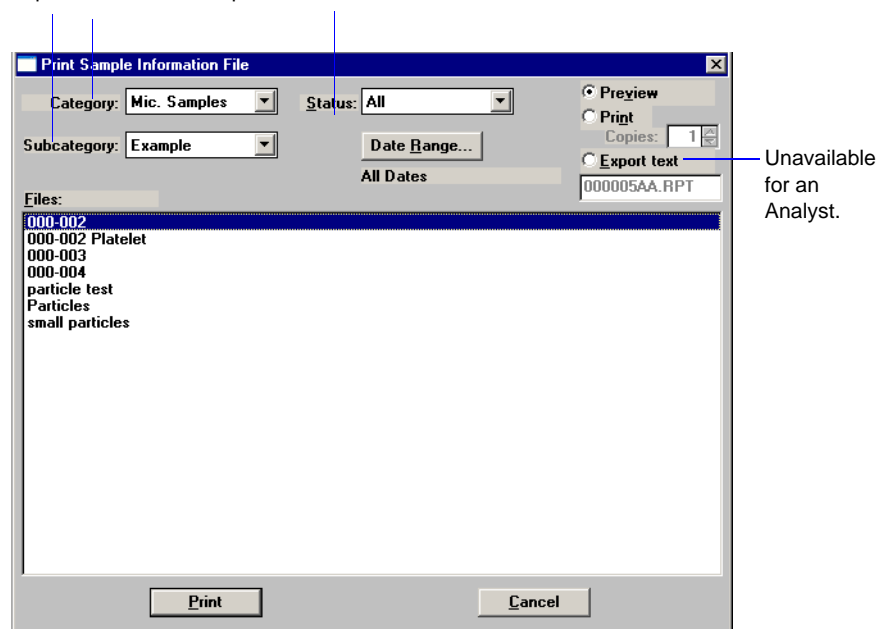 Print Sample Information File
Category: Mic. Samples
Status: All
Preview
Print
Copies: 1
Subcategory: Example
Date Range...
Export text
Unavailable
for an
Analyst.
All Dates
000005AA.RPT
Files:
000-002
000-002 Platelet
000-003
000-004
particle test
Particles
small particles
Print
Cancel